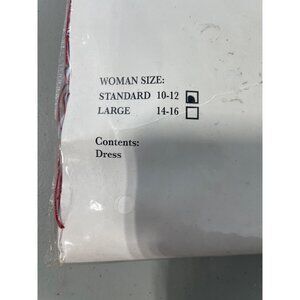 WOMAN SIZE:
STANDARD 10-12
LARGE 14-16
Contents:
Dress